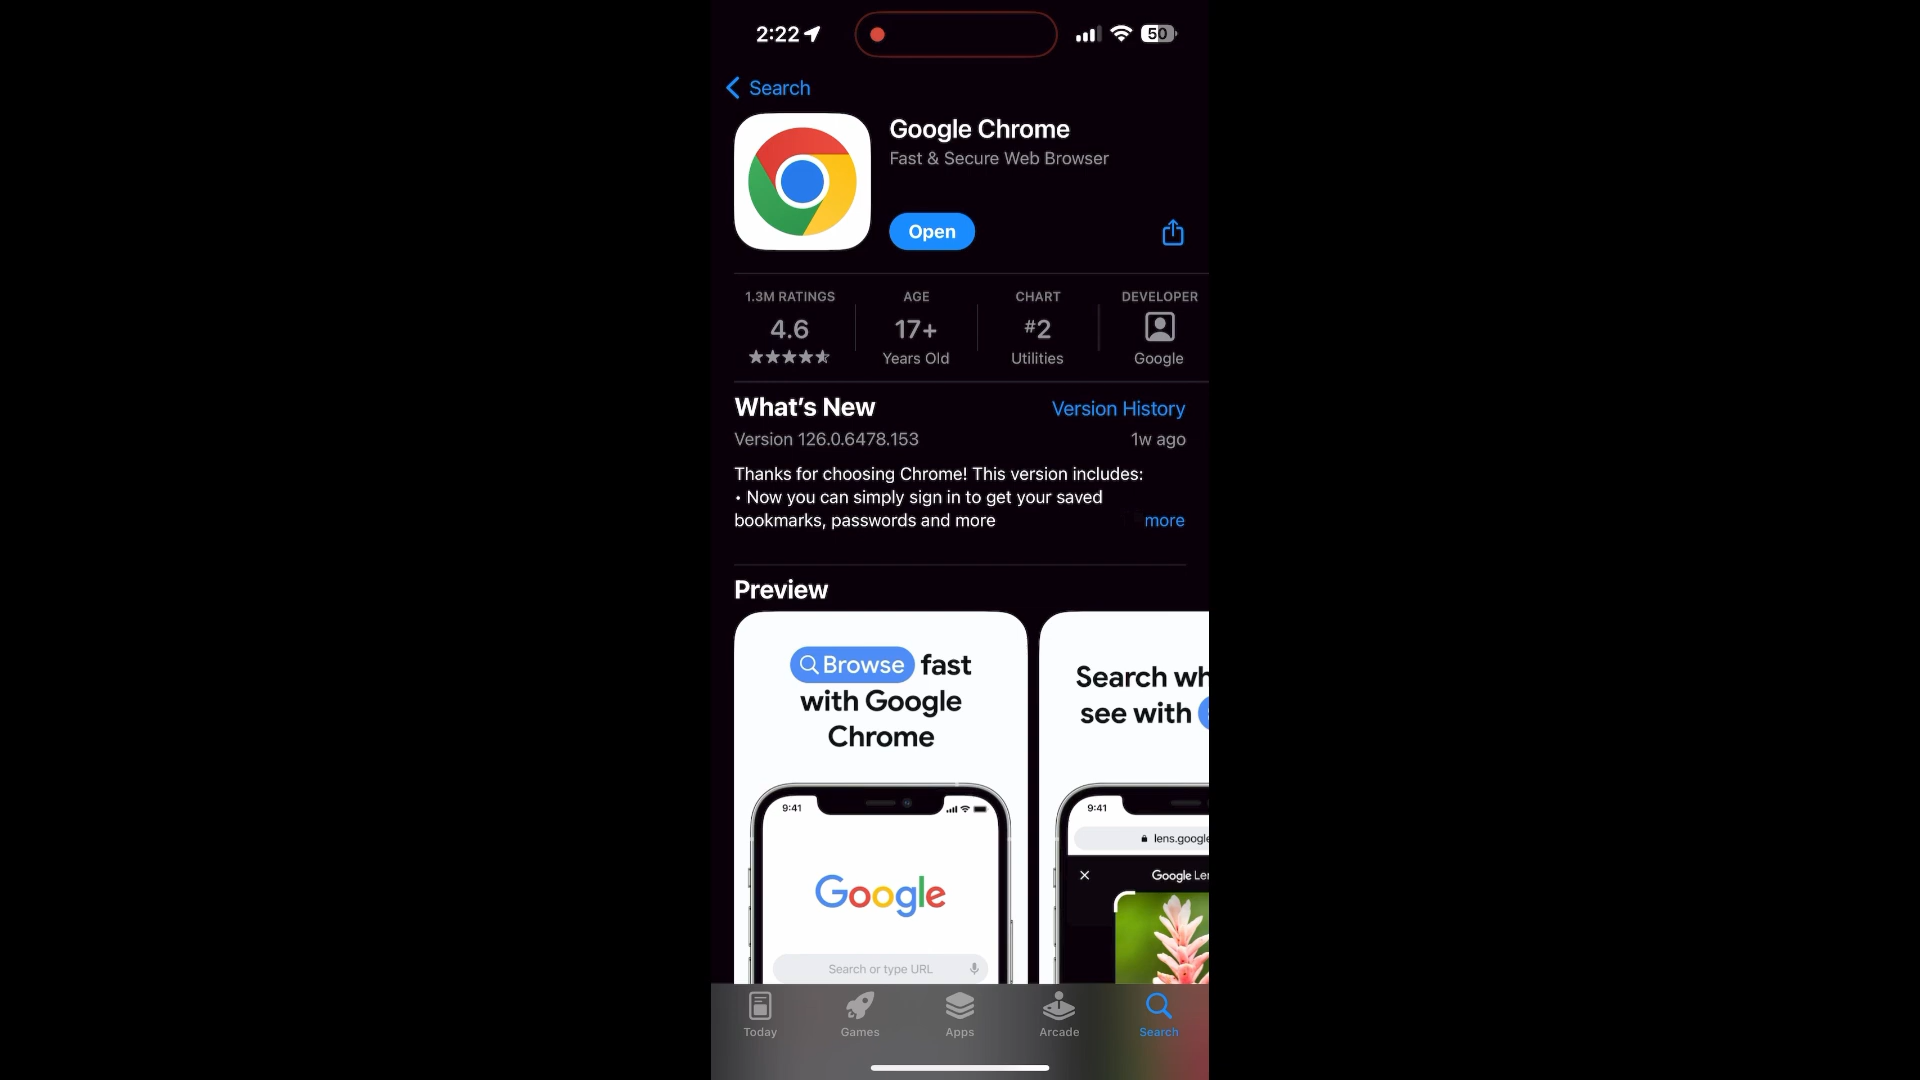 2:22
50
Search
Google Chrome
Fast & Secure Web Browser
Open
1.3M RATINGS
4.6
AGE
17+
Years Old
CHART
#2
Utilities
DEVELOPER
Google
What's New
Version History
Version 126.0.6478.153
1w ago
Thanks for choosing Chrome! This version includes:
• Now you can simply sign in to get your saved
bookmarks, passwords and more
more
Preview
Browse fast
with Google
Chrome
9:41
Google
Search or type URL
Search
see with
9:41
lens.google
Google
Today
Games
Apps
Arcade
Search